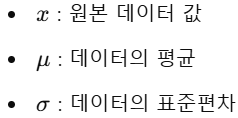 • x : 원본 데이터 값
• μ : 데이터의 평균
• σ : 데이터의 표준편차